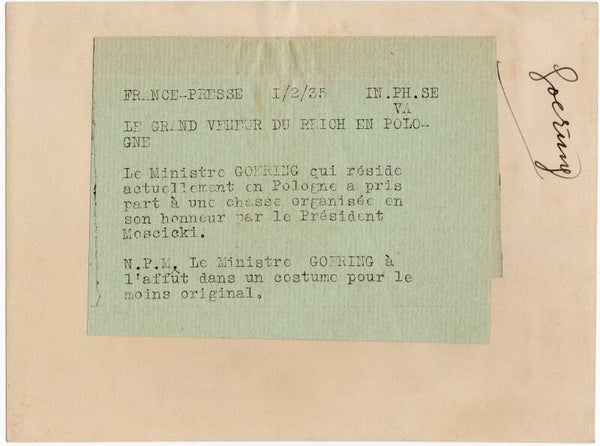 FRANCE-PRESSE 1/2/35 IN.PH.SE
VA
LE GRAND VENEUR DU REICH EN POLO-
GNE
Le Ministre GOERING qui réside
actuellement en Pologne a pris
part à une chasse organisée en
son honneur par le Président
Moscicki.
N.P.M. Le Ministre GOERING à
l'affût dans un costume pour le
moins original.
Goering